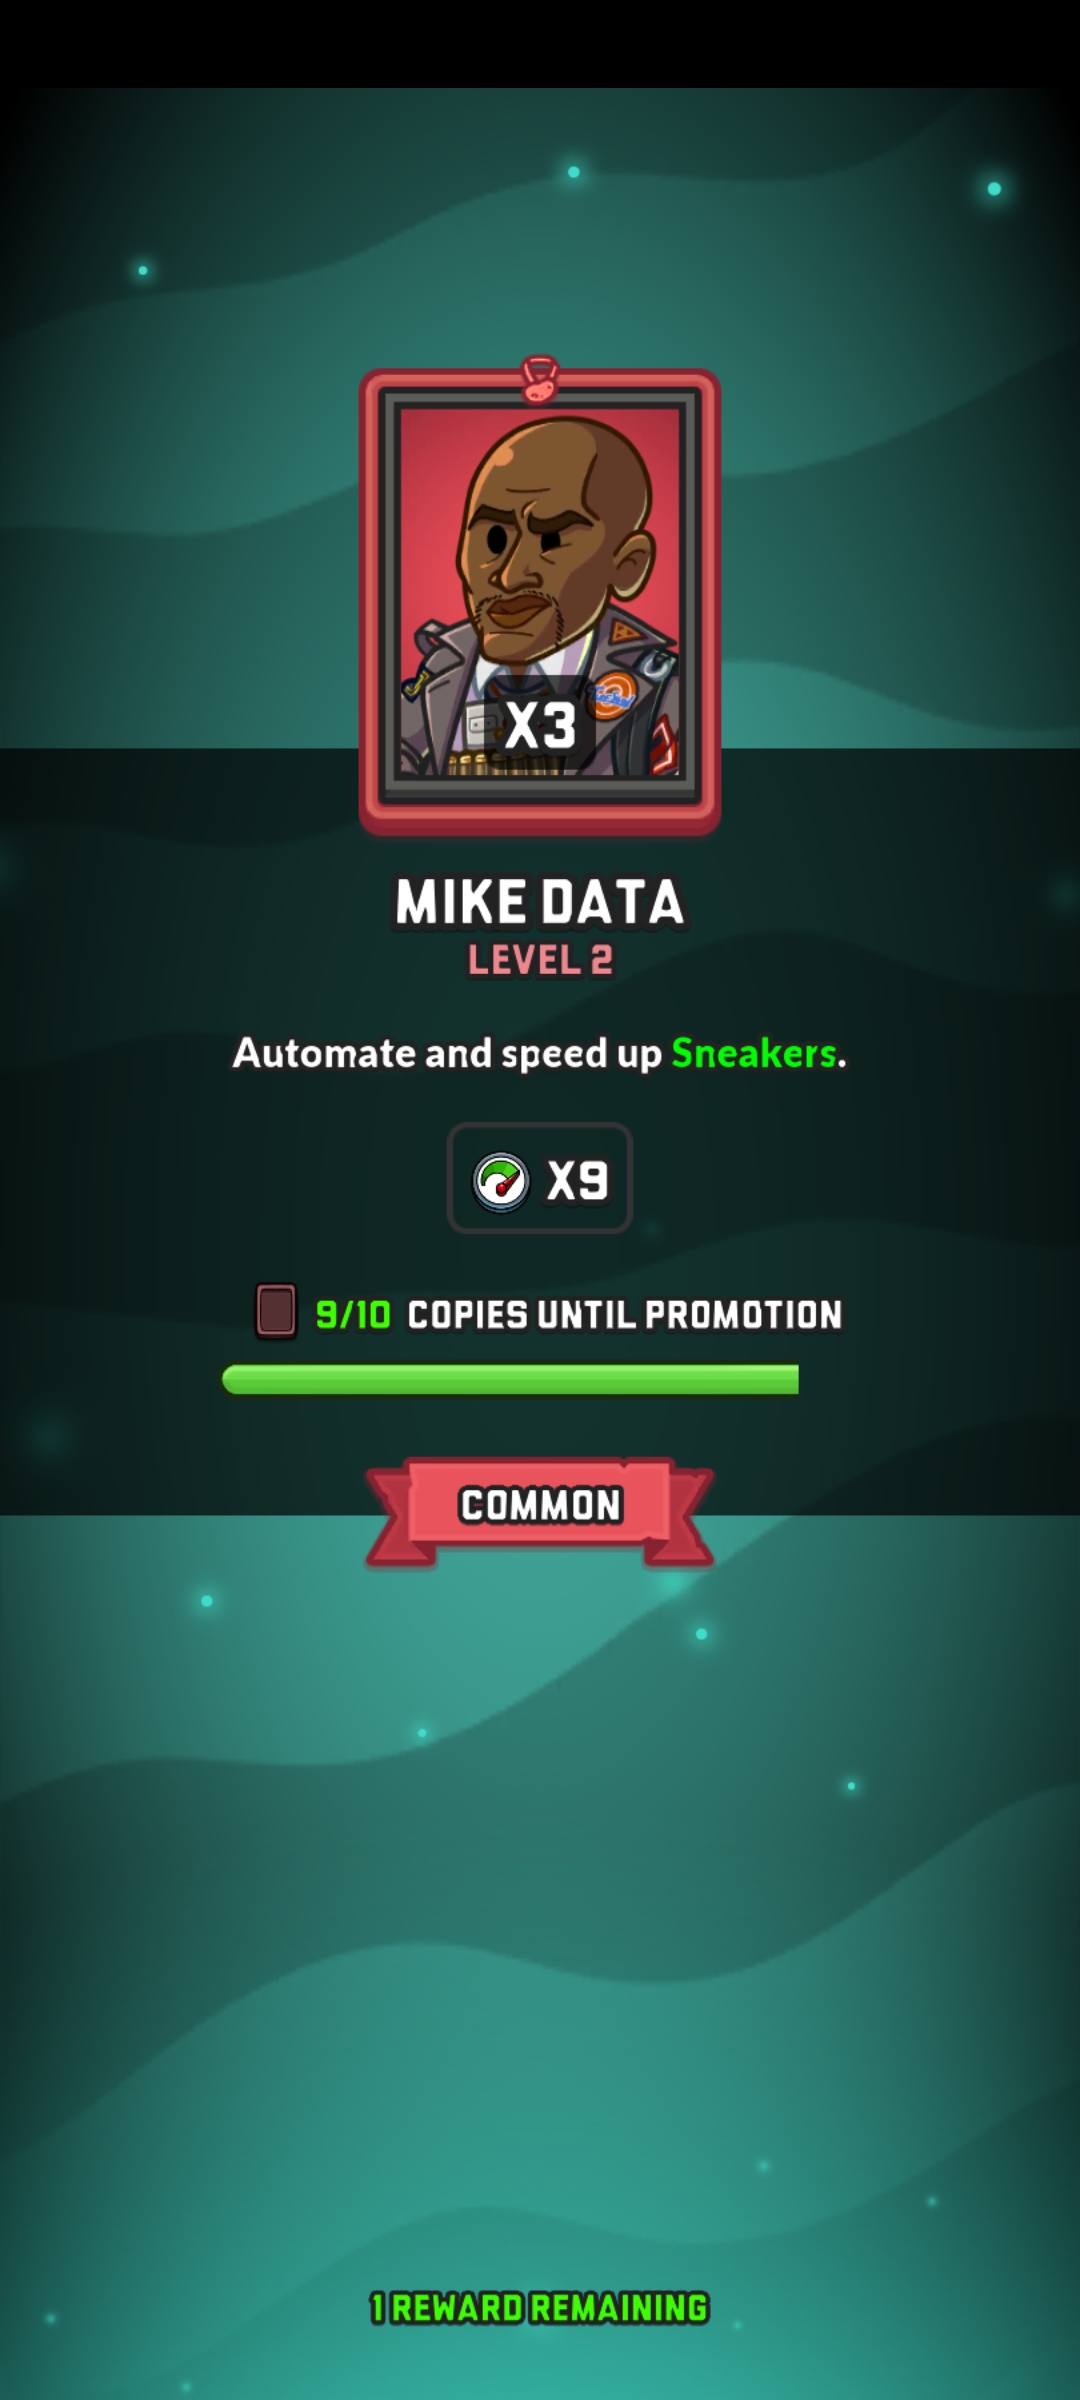 X3
MIKE DATA
LEVEL 2
Automate and speed up Sneakers.
X9
9/10 COPIES UNTIL PROMOTION
COMMON
1 REWARD REMAINING